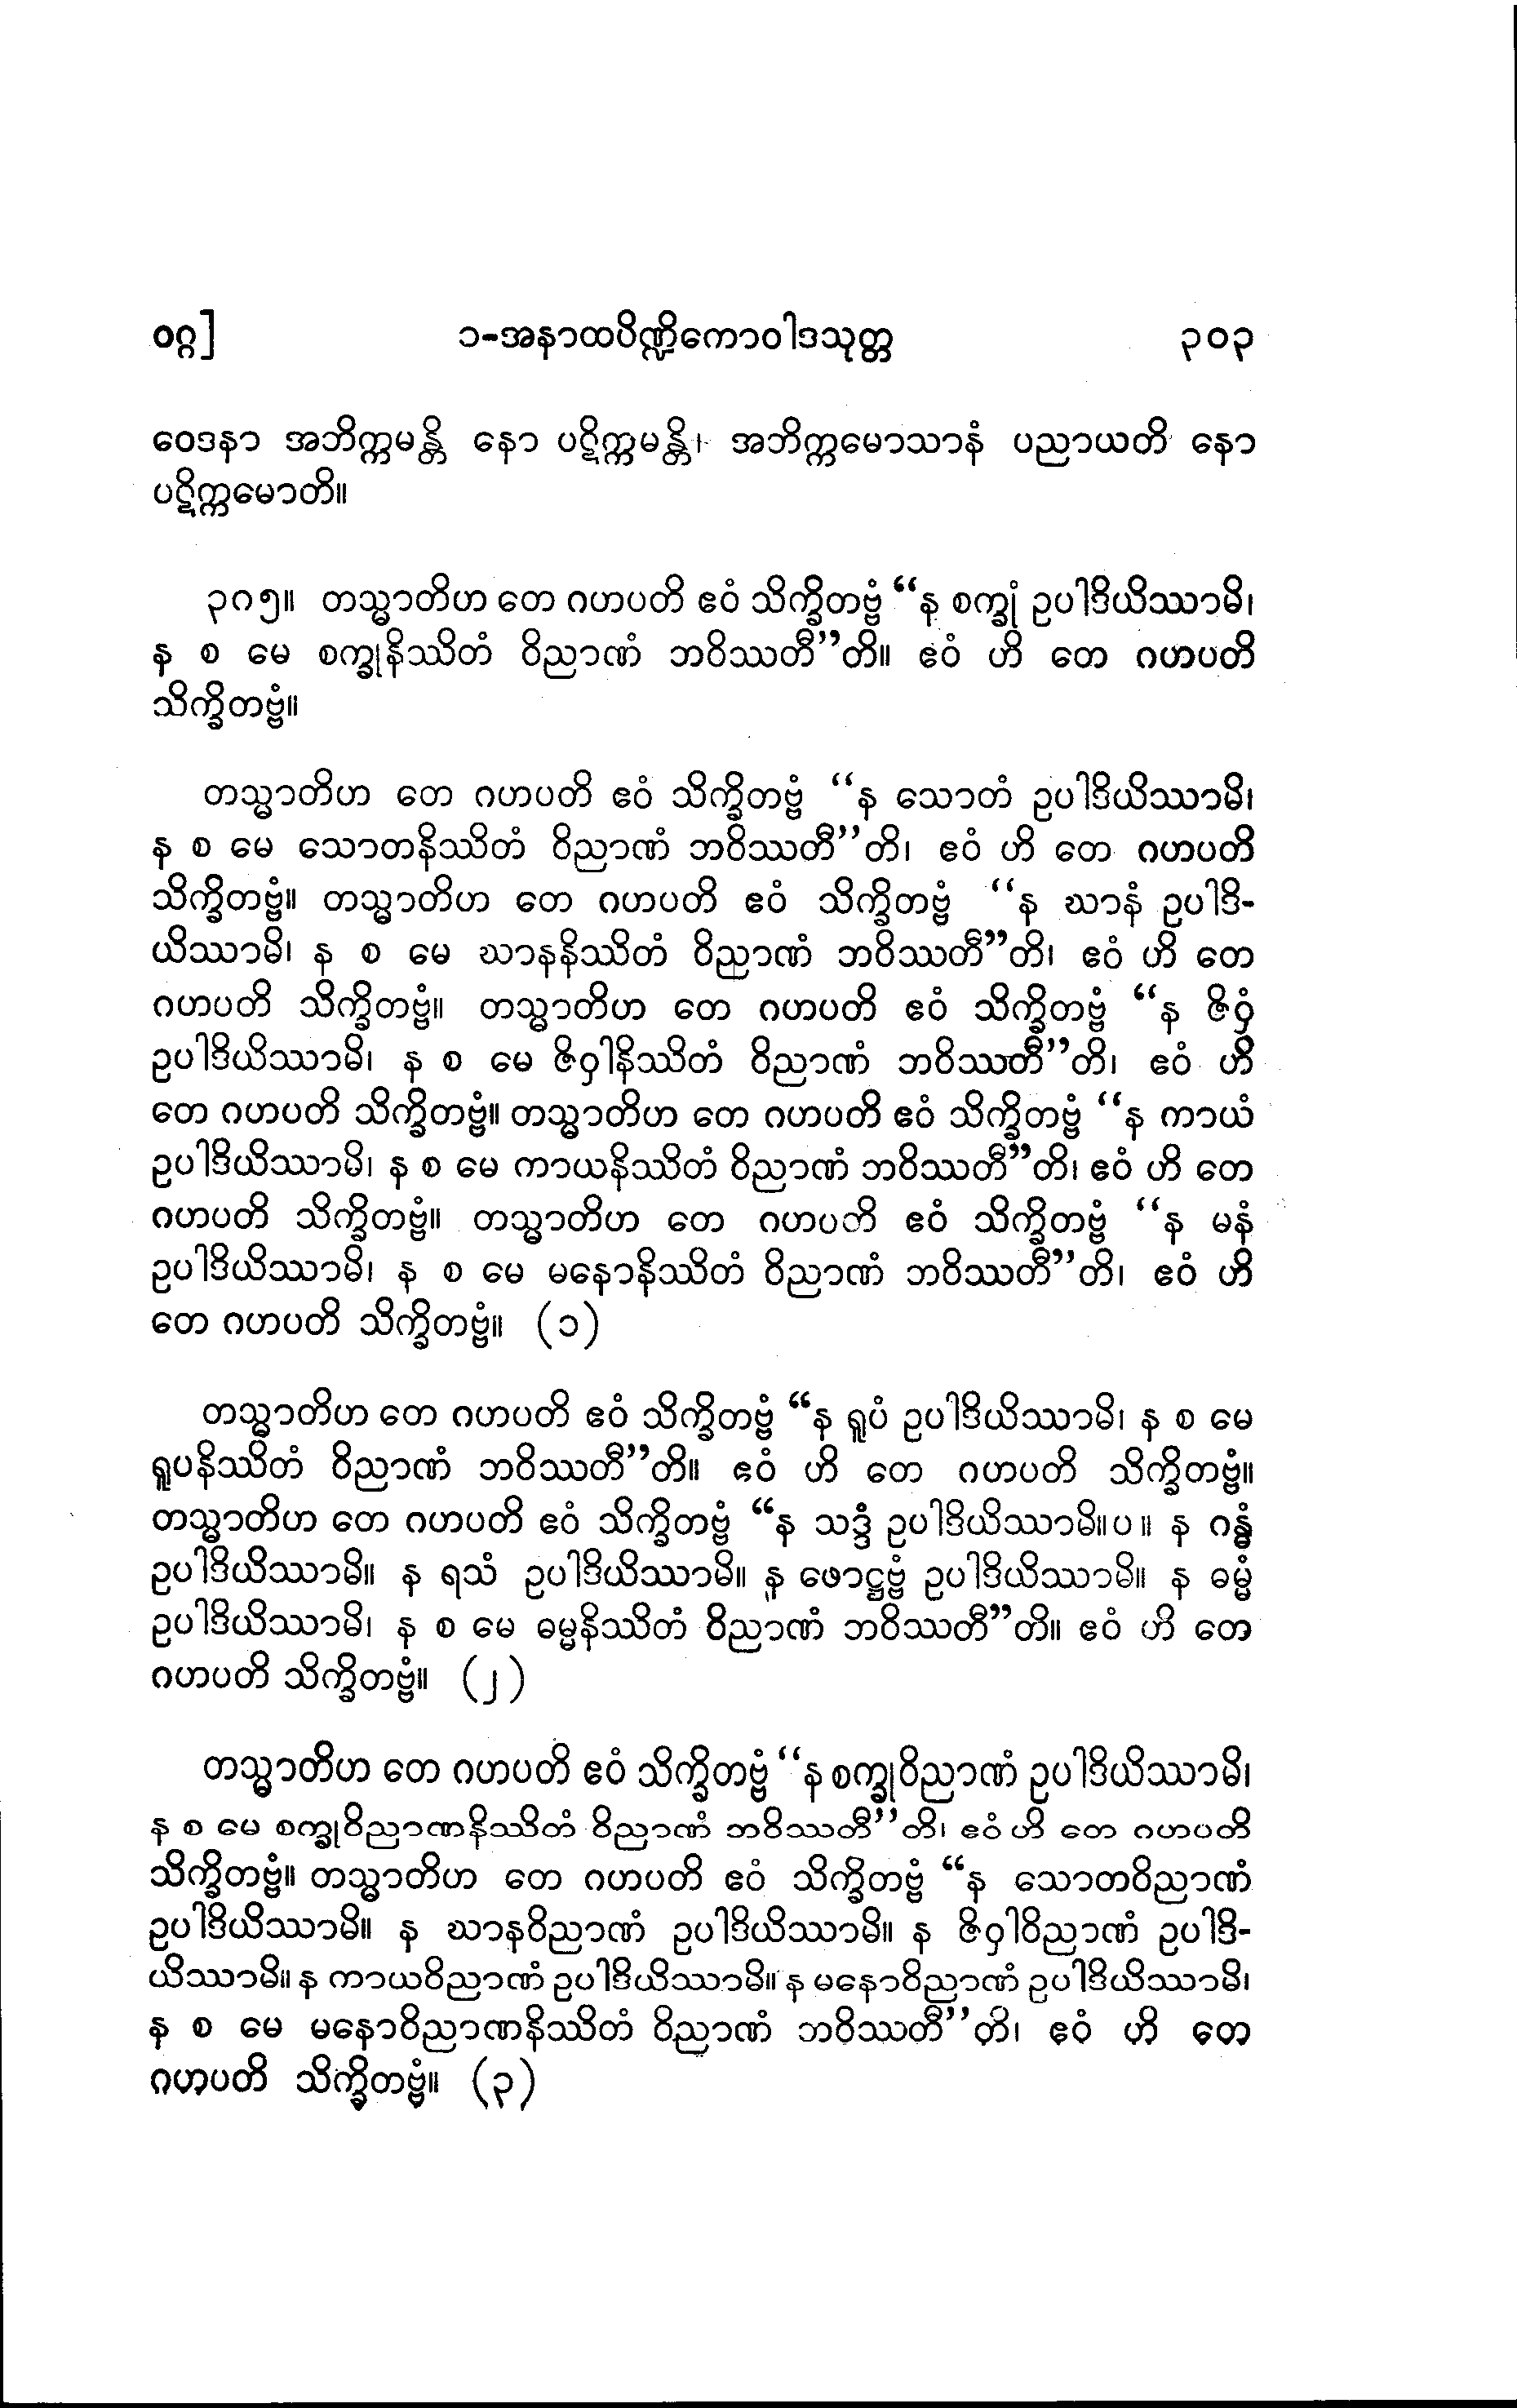 ဝဂ္ဂ]	၁-အနာထပိဏ္ဍိကောဝါဒသုတ္တ	၃၀၃
ဝေဒနာ အဘိက္ကမန္တိ နော ပဋိက္ကမန္တိ၊ အဘိက္ကမောသာနံ ပညာယတိ နော
ပဋိက္ကမောတိ။
၃၈၅။ တသ္မာတိဟ တေ ဂဟပတိ ဧဝံ သိက္ခိတဗ္ဗံ “န စက္ခုံ ဥပါဒိယိဿာမိ၊
န စ မေ စက္ခုနိဿိတံ ဝိညာဏံ ဘဝိဿတီ”တိ။ ဧဝံ ဟိ တေ ဂဟပတိ
သိက္ခိတဗ္ဗံ။
တသ္မာတိဟ တေ ဂဟပတိ ဧဝံ သိက္ခိတဗ္ဗံ “န သောတံ ဥပါဒိယိဿာမိ၊
န စ မေ သောတနိဿိတံ ဝိညာဏံ ဘဝိဿတီ”တိ၊ ဧဝံ ဟိ တေ ဂဟပတိ
သိက္ခိတဗ္ဗံ။ တသ္မာတိဟ တေ ဂဟပတိ ဧဝံ သိက္ခိတဗ္ဗံ “န ဃာနံ ဥပါဒိ-
ယိဿာမိ၊ န စ မေ ဃာနနိဿိတံ ဝိညာဏံ ဘဝိဿတီ”တိ၊ ဧဝံ ဟိ တေ
ဂဟပတိ သိက္ခိတဗ္ဗံ။ တသ္မာတိဟ တေ ဂဟပတိ ဧဝံ သိက္ခိတဗ္ဗံ “န ဇိဝှံ
ဥပါဒိယိဿာမိ၊ န စ မေ ဇိဝှါနိဿိတံ ဝိညာဏံ ဘဝိဿတီ”တိ၊ ဧဝံ ဟိ
တေ ဂဟပတိ သိက္ခိတဗ္ဗံ။ တသ္မာတိဟ တေ ဂဟပတိ ဧဝံ သိက္ခိတဗ္ဗံ “န ကာယံ
ဥပါဒိယိဿာမိ၊ န စ မေ ကာယနိဿိတံ ဝိညာဏံ ဘဝိဿတီ”တိ၊ ဧဝံ ဟိ တေ
ဂဟပတိ သိက္ခိတဗ္ဗံ။ တသ္မာတိဟ တေ ဂဟပတိ ဧဝံ သိက္ခိတဗ္ဗံ “န မနံ
ဥပါဒိယိဿာမိ၊ န စ မေ မနောနိဿိတံ ဝိညာဏံ ဘဝိဿတီ”တိ၊ ဧဝံ ဟိ
တေ ဂဟပတိ သိက္ခိတဗ္ဗံ။ (၁)
တသ္မာတိဟ တေ ဂဟပတိ ဧဝံ သိက္ခိတဗ္ဗံ “န ရူပံ ဥပါဒိယိဿာမိ၊ န စ မေ
ရူပနိဿိတံ ဝိညာဏံ ဘဝိဿတီ”တိ။ ဧဝံ ဟိ တေ ဂဟပတိ သိက္ခိတဗ္ဗံ။
တသ္မာတိဟ တေ ဂဟပတိ ဧဝံ သိက္ခိတဗ္ဗံ “န သဒ္ဒံ ဥပါဒိယိဿာမိ။ပ။ န ဂန္ဓံ
ဥပါဒိယိဿာမိ။ န ရသံ ဥပါဒိယိဿာမိ။ န ဖောဋ္ဌဗ္ဗံ ဥပါဒိယိဿာမိ။ န ဓမ္မံ
ဥပါဒိယိဿာမိ၊ န စ မေ ဓမ္မနိဿိတံ ဝိညာဏံ ဘဝိဿတီ”တိ။ ဧဝံ ဟိ တေ
ဂဟပတိ သိက္ခိတဗ္ဗံ။ (၂)
တသ္မာတိဟ တေ ဂဟပတိ ဧဝံ သိက္ခိတဗ္ဗံ “န စက္ခုဝိညာဏံ ဥပါဒိယိဿာမိ၊
န စ မေ စက္ခုဝိညာဏနိဿိတံ ဝိညာဏံ ဘဝိဿတီ”တိ၊ ဧဝံ ဟိ တေ ဂဟပတိ
သိက္ခိတဗ္ဗံ။ တသ္မာတိဟ တေ ဂဟပတိ ဧဝံ သိက္ခိတဗ္ဗံ “န သောတဝိညာဏံ
ဥပါဒိယိဿာမိ။ န ဃာနဝိညာဏံ ဥပါဒိယိဿာမိ။ န ဇိဝှါဝိညာဏံ ဥပါဒိ-
ယိဿာမိ။ န ကာယဝိညာဏံ ဥပါဒိယိဿာမိ။ န မနောဝိညာဏံ ဥပါဒိယိဿာမိ၊
န စ မေ မနောဝိညာဏနိဿိတံ ဝိညာဏံ ဘဝိဿတီ”တိ၊ ဧဝံ ဟိ တေ
ဂဟပတိ သိက္ခိတဗ္ဗံ။ (၃)